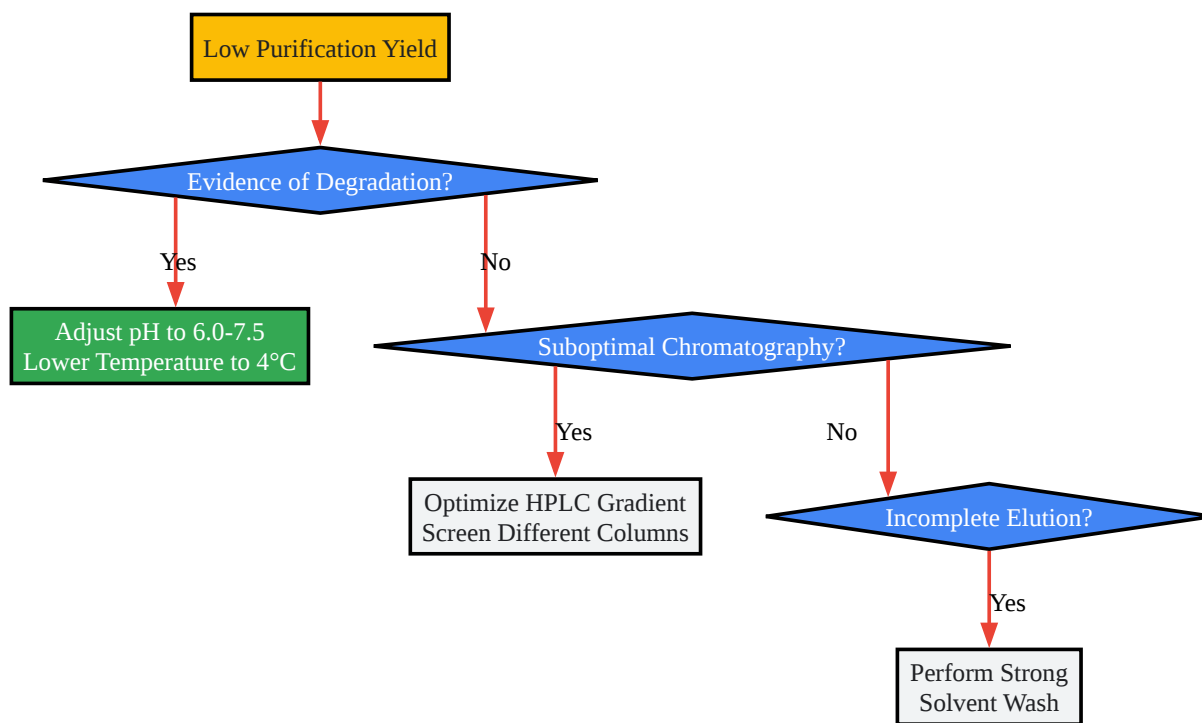 Low Purification Yield
Evidence of Degradation?
Yes
No
Adjust pH to 6.0-7.5
Lower Temperature to 4°C
Suboptimal Chromatography?
Yes
No
Optimize HPLC Gradient
Screen Different Columns
Incomplete Elution?
Yes
Perform Strong
Solvent Wash